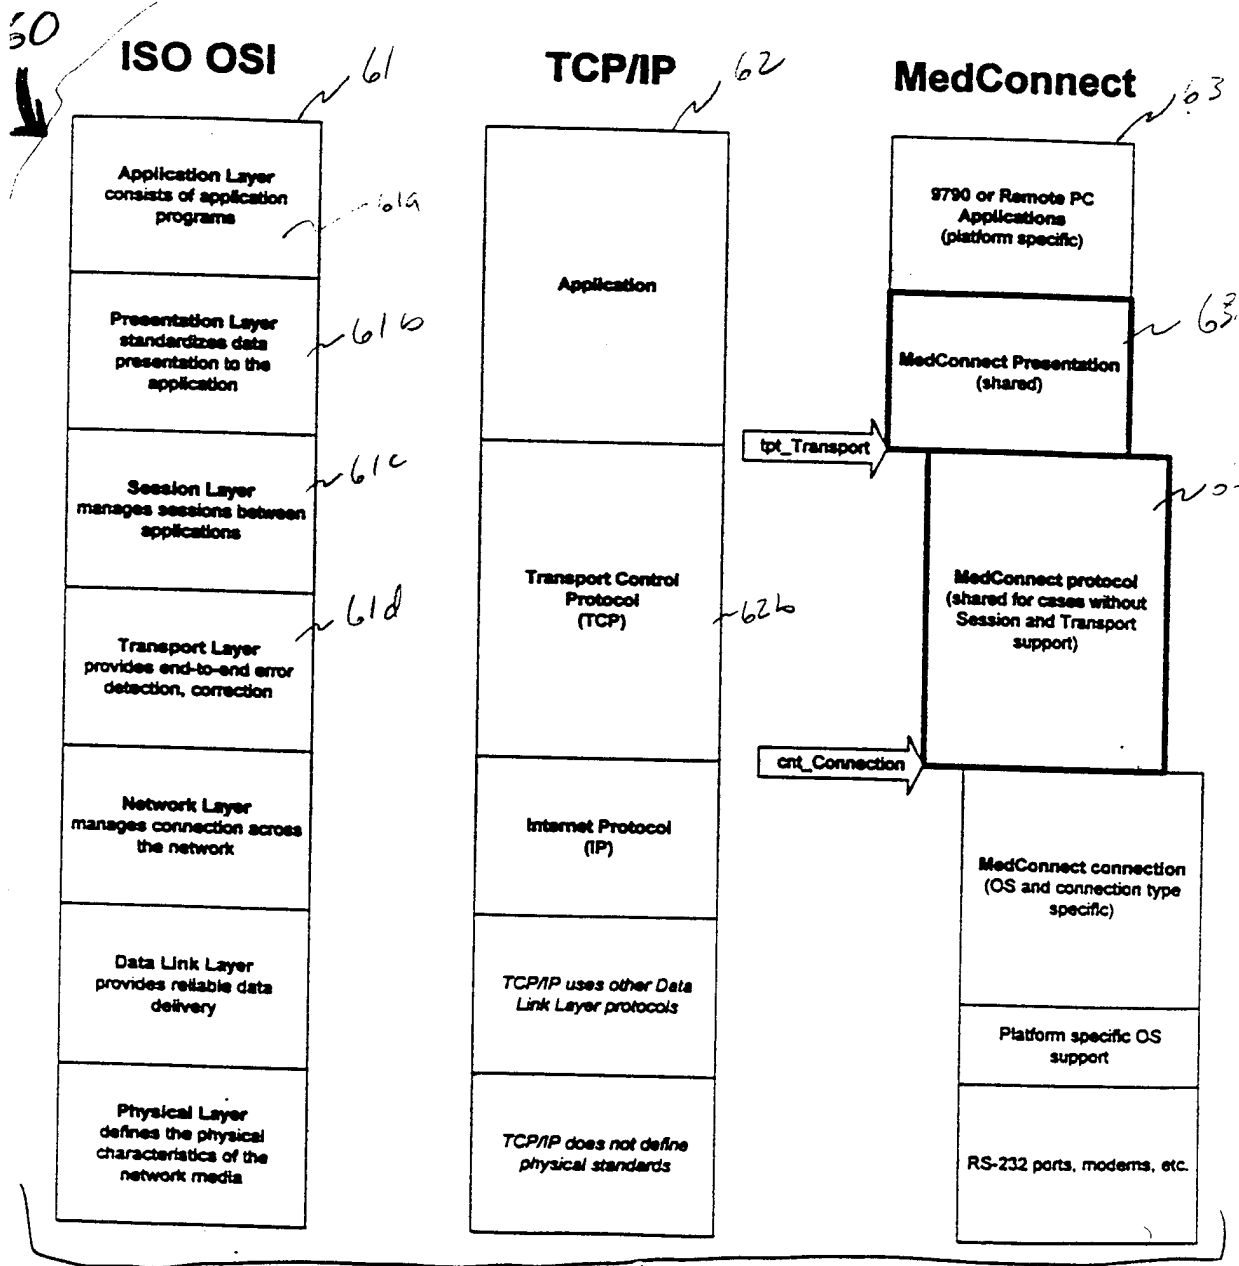 ISO OSI
61
Application Layer
consists of application
programs
61a
Presentation Layer
standardizes data
presentation to the
application
61b
Session Layer
manages sessions between
applications
61c
Transport Layer
provides end-to-end error
detection, correction
61d
Network Layer
manages connection across
the network
Data Link Layer
provides reliable data
delivery
Physical Layer
defines the physical
characteristics of the
network media
TCP/IP
62
Application
Transport Control
Protocol
(TCP)
62b
Internet Protocol
(IP)
TCP/IP uses other Data
Link Layer protocols
TCP/IP does not define
physical standards
MedConnect
63
9790 or Remote PC
Applications
(platform specific)
MedConnect Presentation
(shared)
tpt_Transport
MedConnect protocol
(shared for cases without
Session and Transport
support)
cnt_Connection
MedConnect connection
(OS and connection type
specific)
Platform specific OS
support
RS-232 ports, modems, etc.